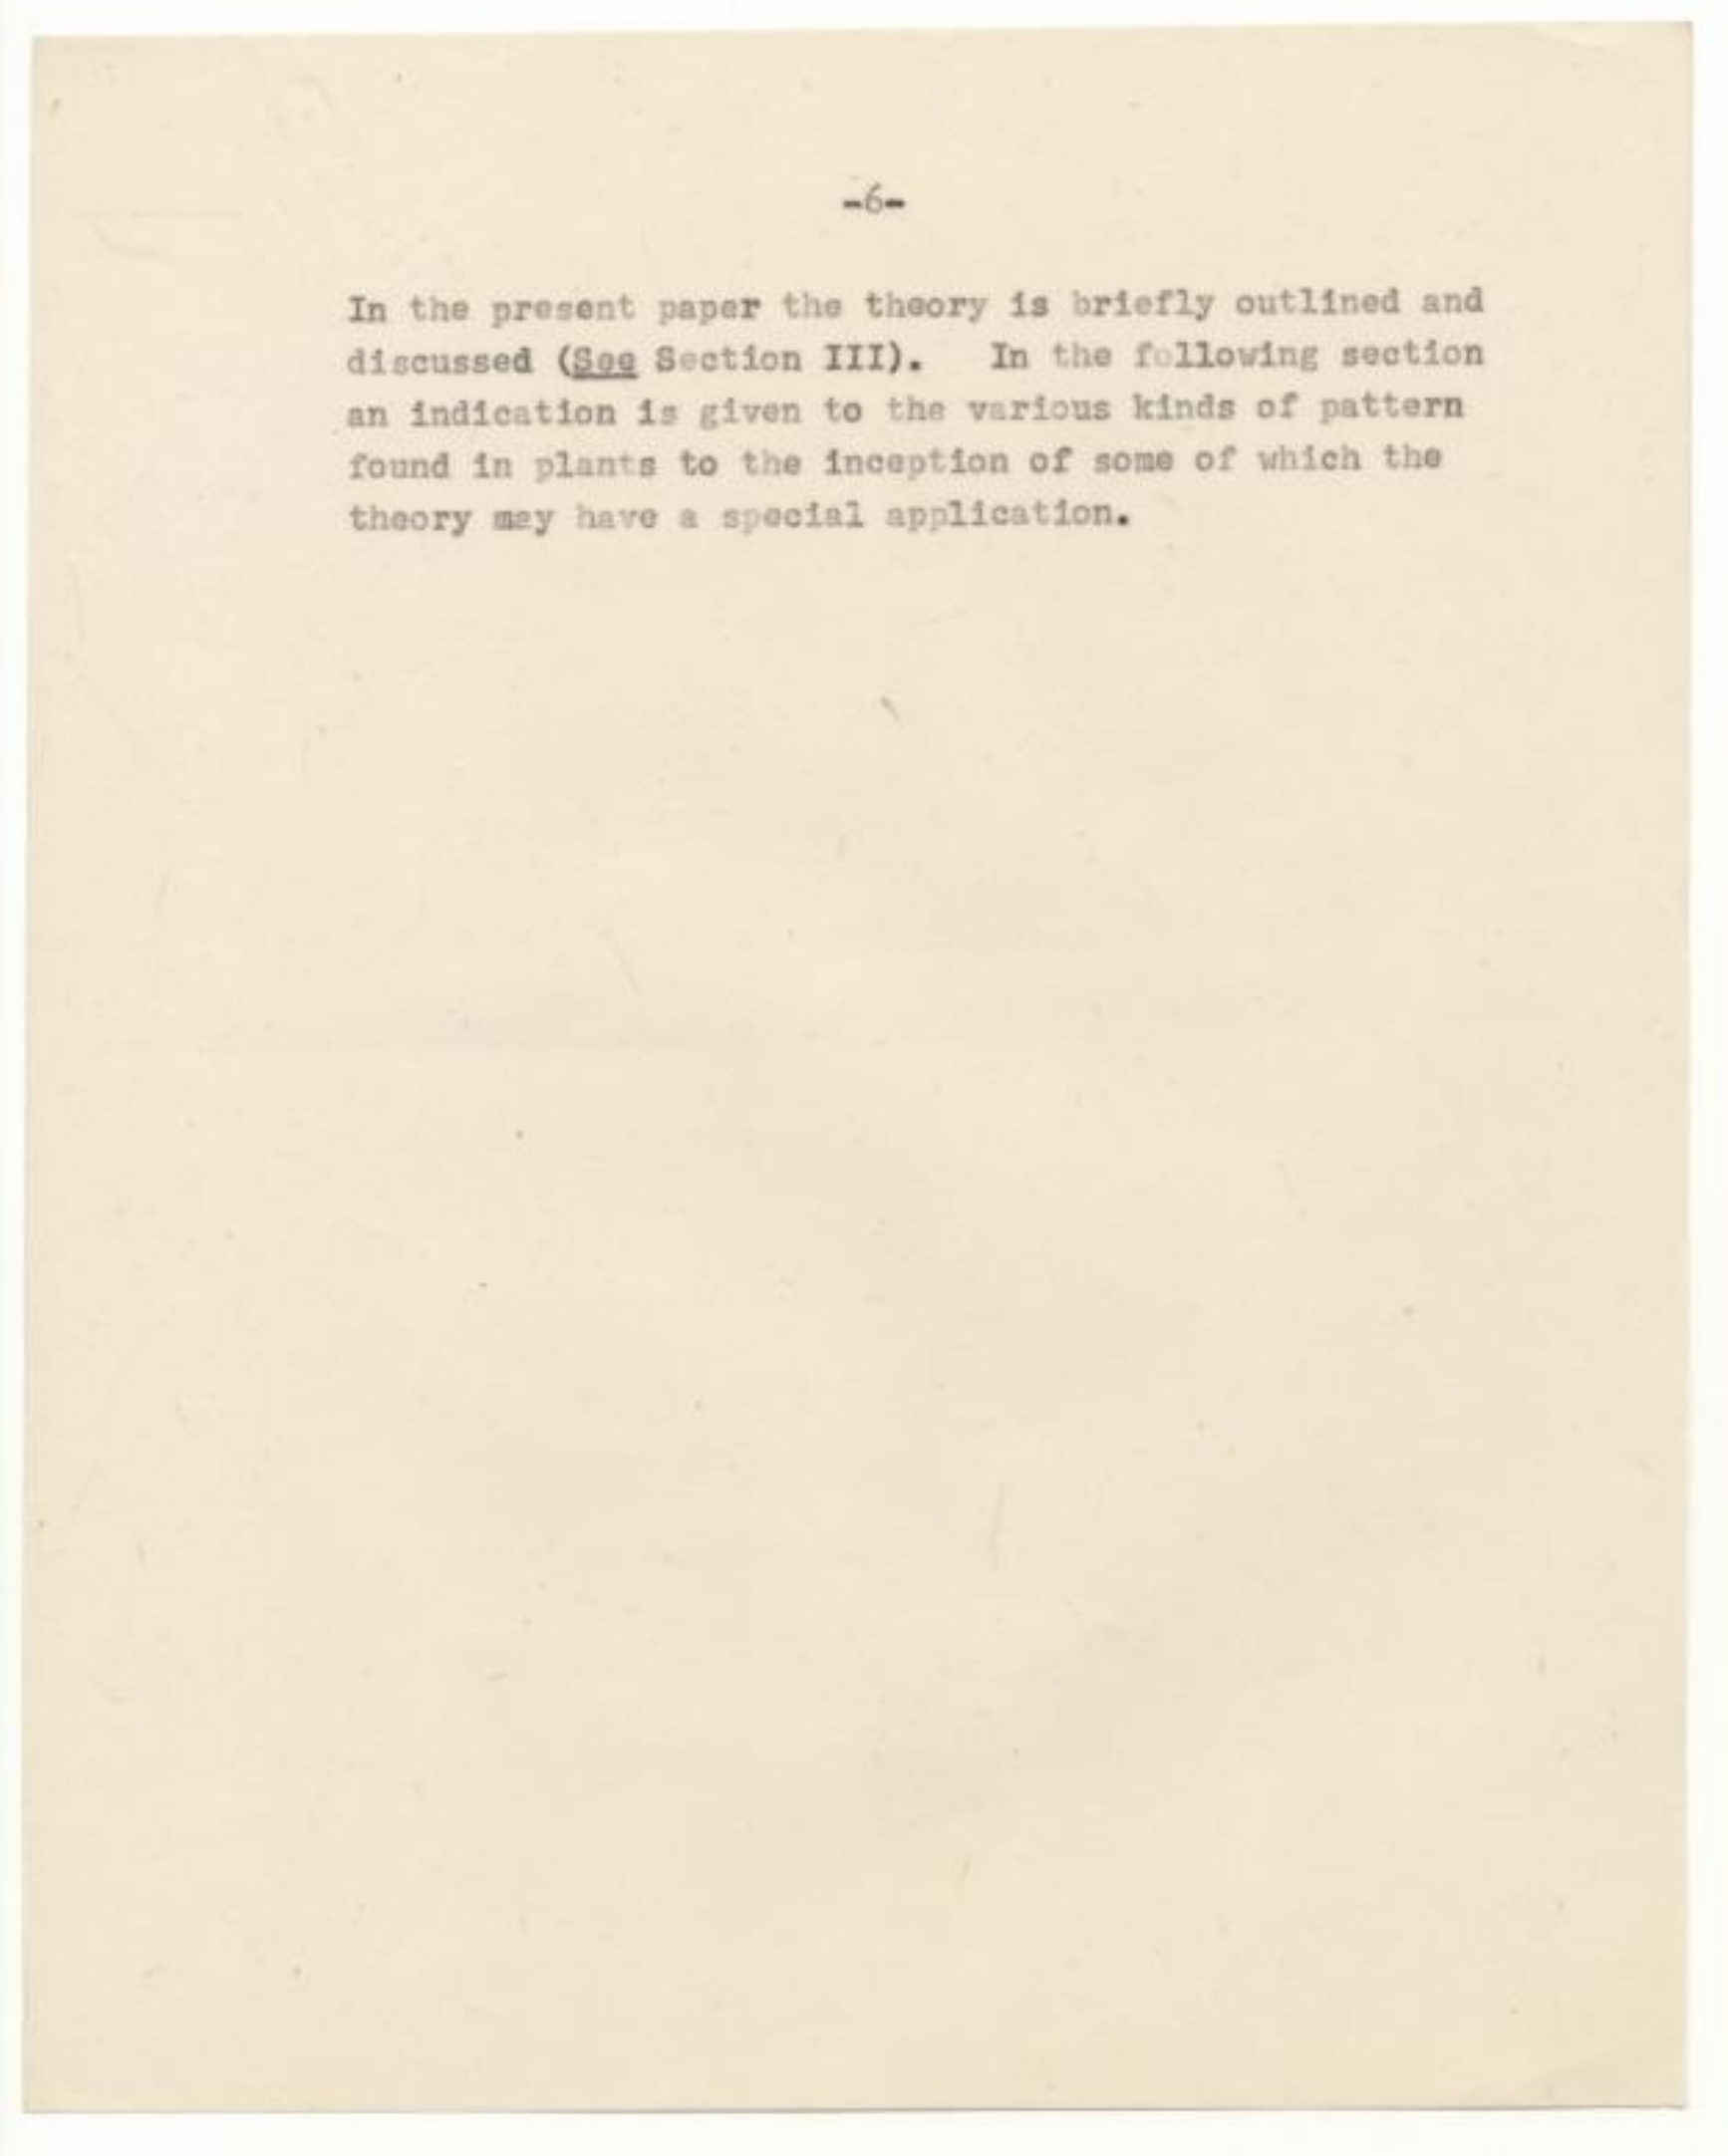 -6-
In the present paper the theory is briefly outlined and
discussed (See Section III).   In the following section
an indication is given to the various kinds of pattern
found in plants to the inception of some of which the
theory may have a special application.